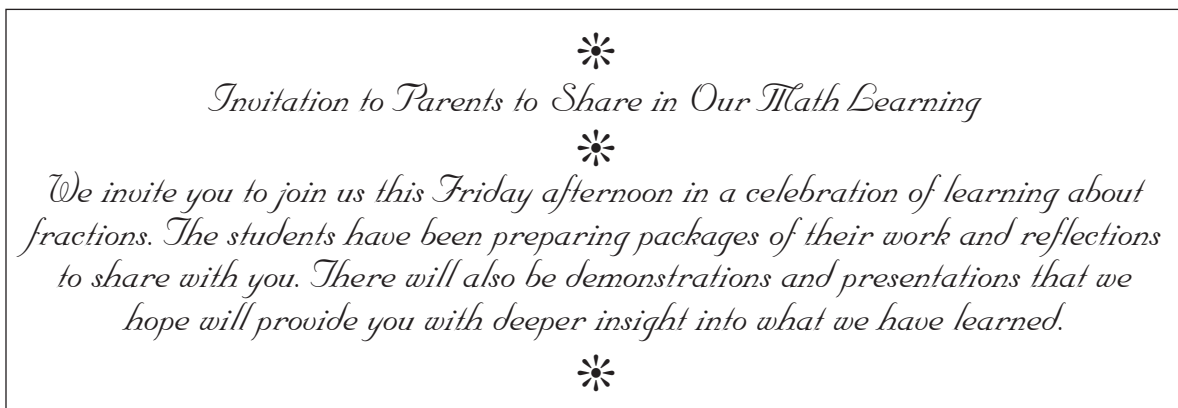 Invitation to Parents to Share in Our Math Learning
We invite you to join us this Friday afternoon in a celebration of learning about
fractions. The students have been preparing packages of their work and reflections
to share with you. There will also be demonstrations and presentations that we
hope will provide you with deeper insight into what we have learned.